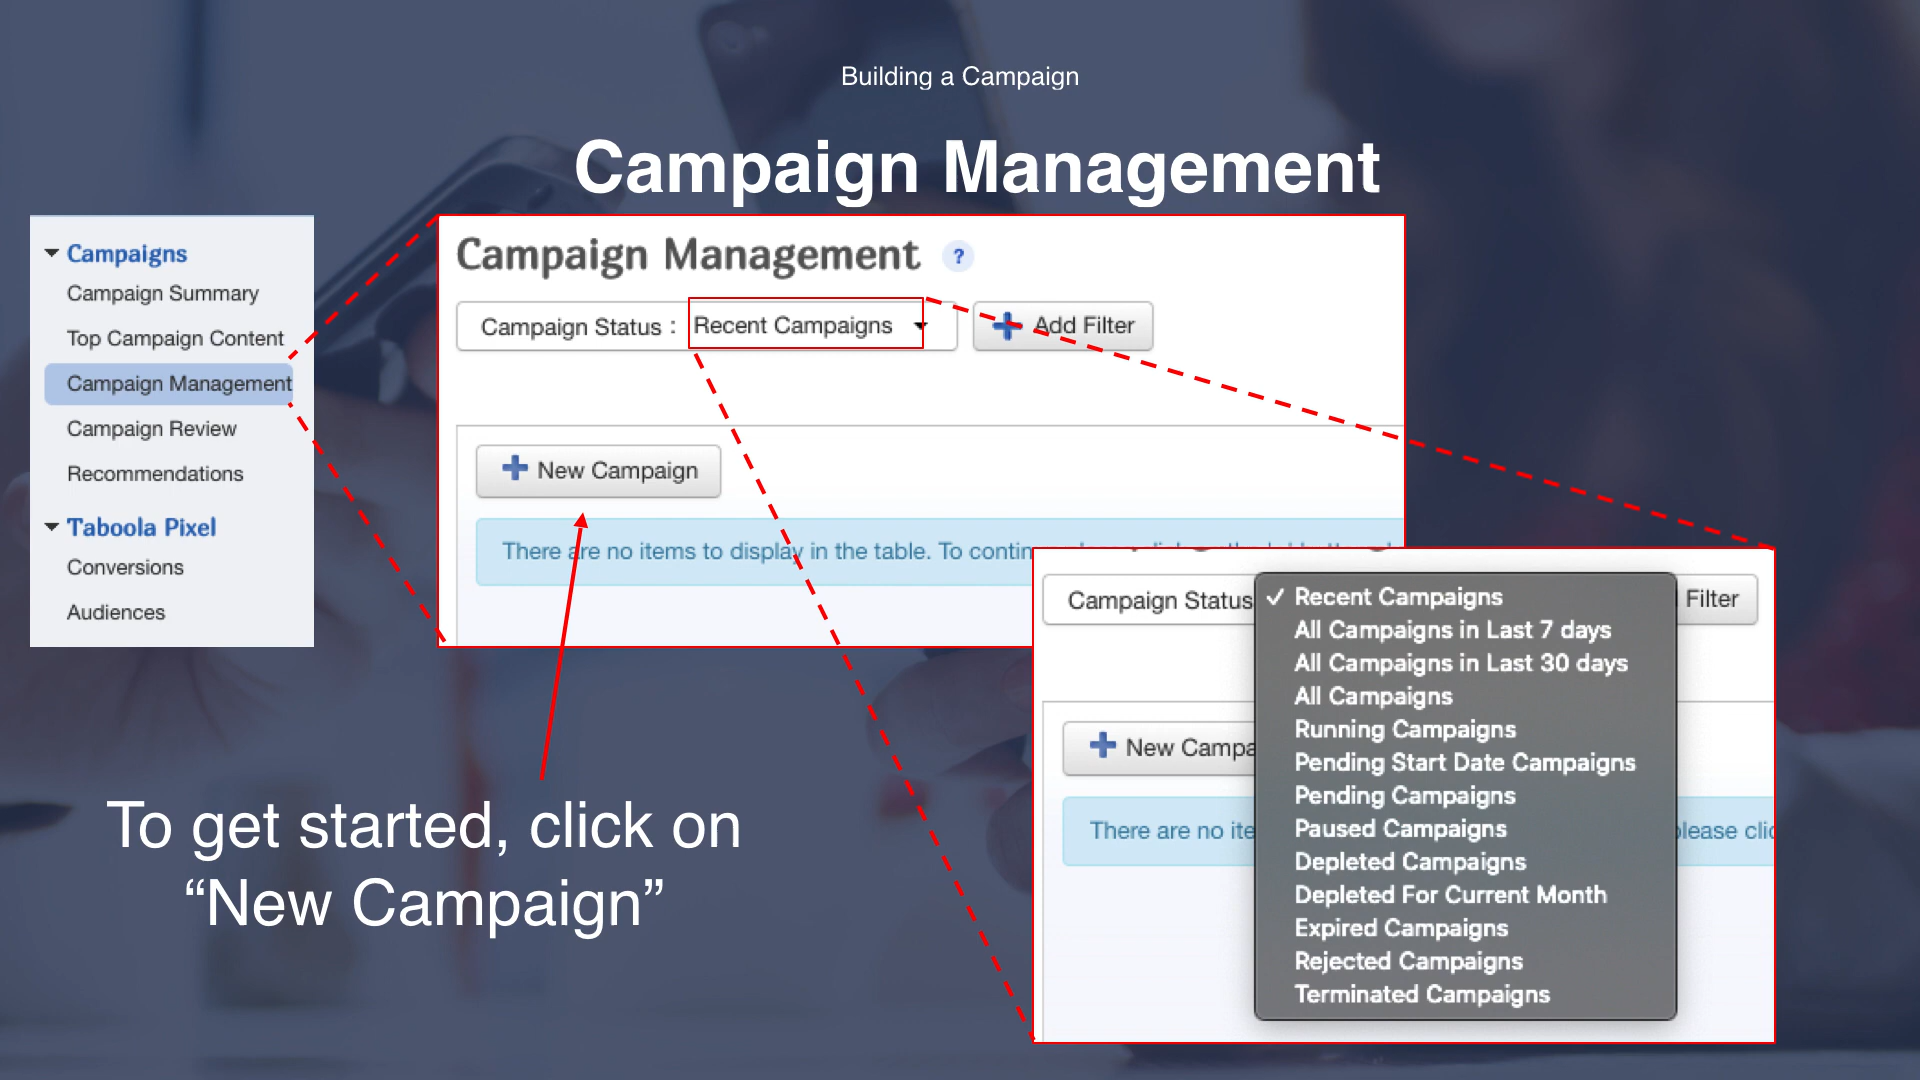 Building a Campaign
Campaign Management
Campaigns
Campaign Summary
Top Campaign Content
Campaign Management
Campaign Review
Recommendations
Taboola Pixel
Conversions
Audiences
Campaign Management ?
Campaign Status : Recent Campaigns
Add Filter
New Campaign
There are no items to display in the table. To contin
Campaign Status
Filter
Recent Campaigns
All Campaigns in Last 7 days
All Campaigns in Last 30 days
All Campaigns
Running Campaigns
Pending Start Date Campaigns
Pending Campaigns
Paused Campaigns
Depleted Campaigns
Depleted For Current Month
Expired Campaigns
Rejected Campaigns
Terminated Campaigns
New Campa
There are no ite
please clic
To get started, click on
“New Campaign”